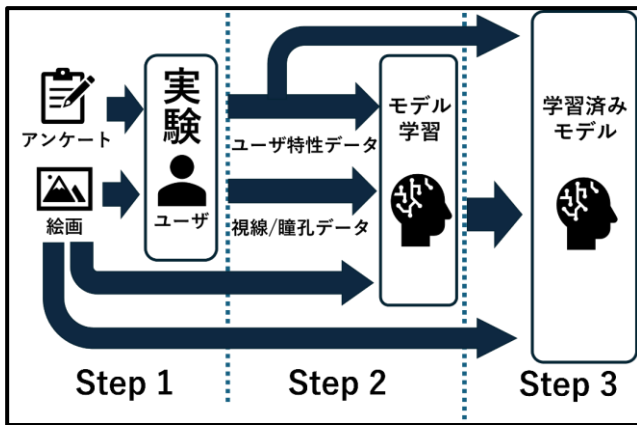 アンケート
絵画
実験
ユーザ
ユーザ特性データ
視線/瞳孔データ
モデル
学習
学習済み
モデル
Step 1
Step 2
Step 3